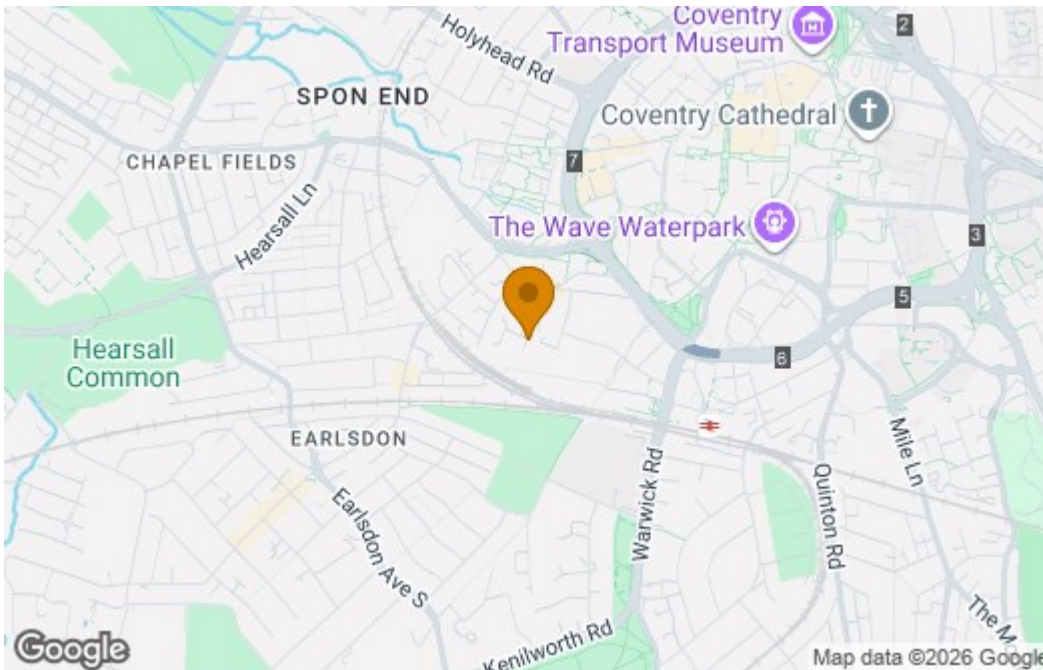 Coventry
Transport Museum
2
Holyhead Rd
SPON END
Coventry Cathedral
7
CHAPEL FIELDS
Hearsall Ln
The Wave Waterpark
3
5
Hearsall
Common
6
EARLSDON
Mile Ln
Warwick Rd
Quinton Rd
Earlsdon Ave S
Kenilworth Rd
Google
Map data ©2026 Google